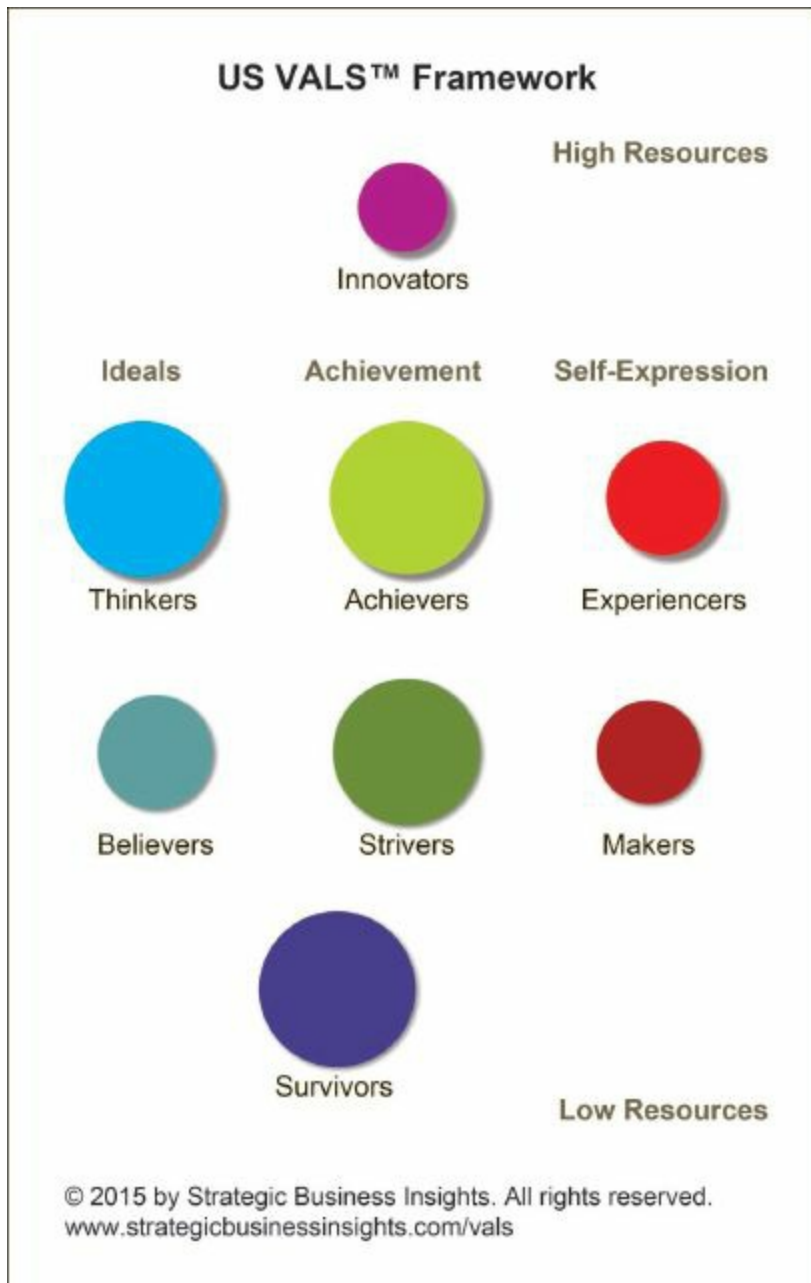 US VALS™ Framework
High Resources
Innovators
Ideals Achievement Self-Expression
Thinkers Achievers Experiencers
Believers Strivers Makers
Survivors
Low Resources
© 2015 by Strategic Business Insights. All rights reserved.
www.strategicbusinessinsights.com/vals